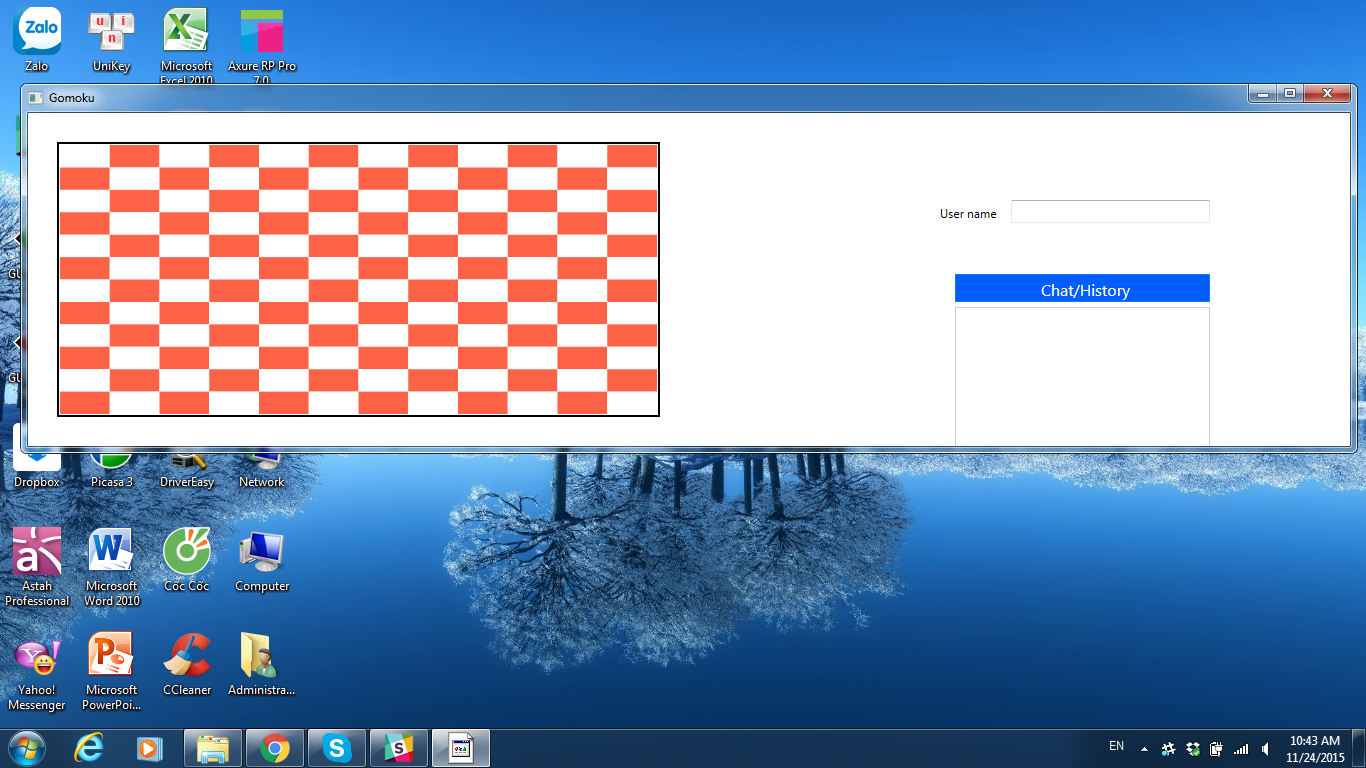 Zalo
Zalo
UniKey
u i n
Microsoft
Excel 2010
Axure RP Pro
7.0
Gomoku
User name
Chat/History
Dropbox
Picasa 3
DriverEasy
Network
Astah
Professional
Microsoft
Word 2010
Cốc Cốc
Computer
Yahoo!
Messenger
Microsoft
PowerPoi...
CCleaner
Administra...
EN
10:43 AM
11/24/2015